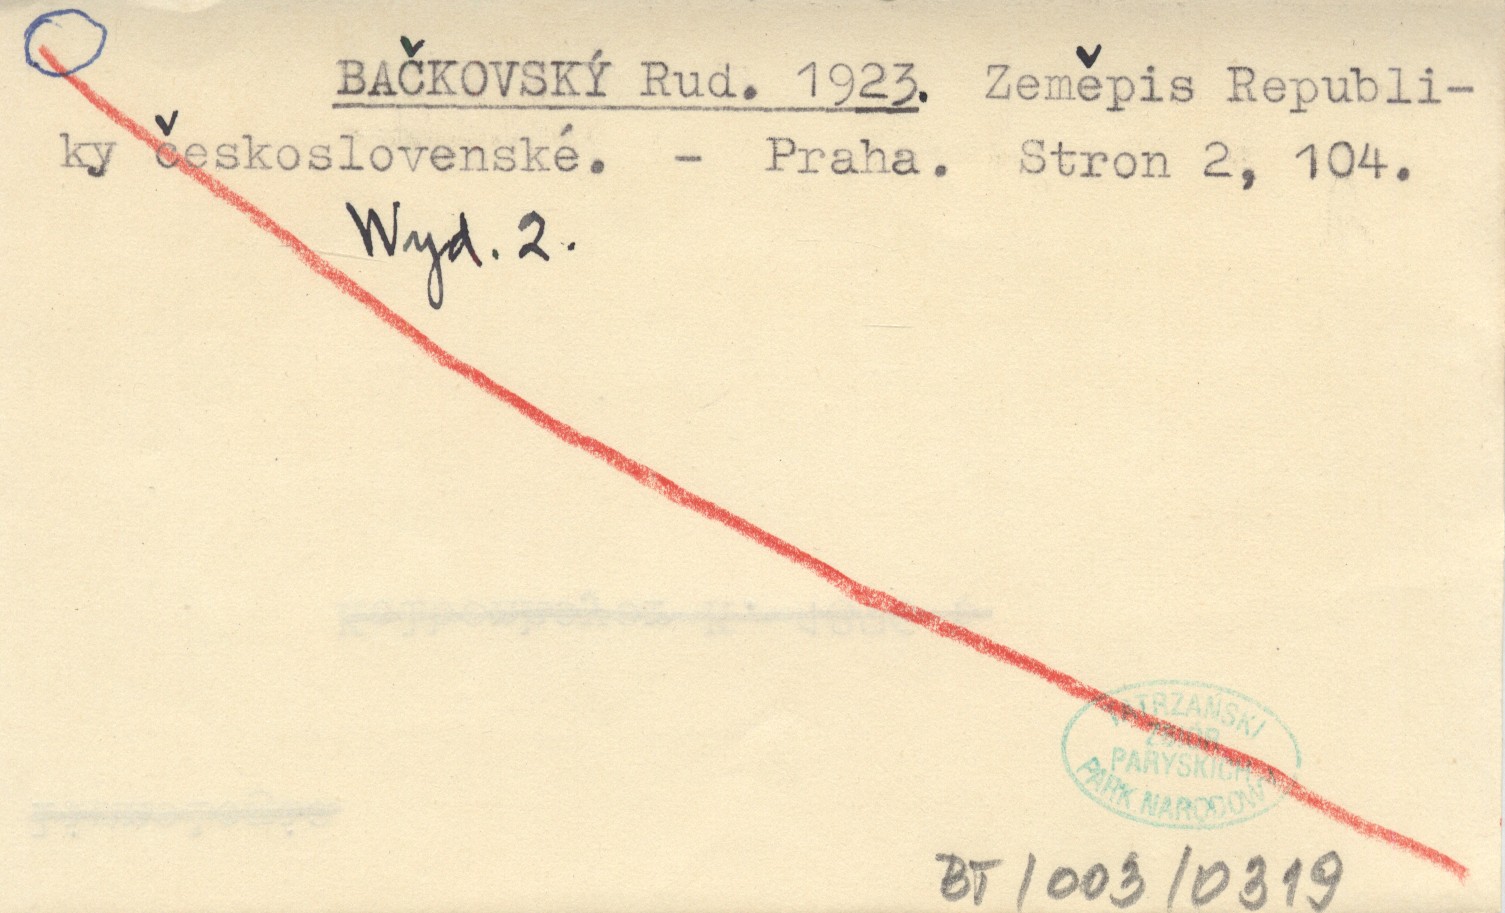 BAČKOVSKÝ Rud. 1923. Zeměpis Republi-
ky československé. - Praha. Stron 2, 104.
Wyd. 2.
TATRZAŃSKI
ZBIÓR
PARYSKICH
PARK NARODOWY
BT/003/0319